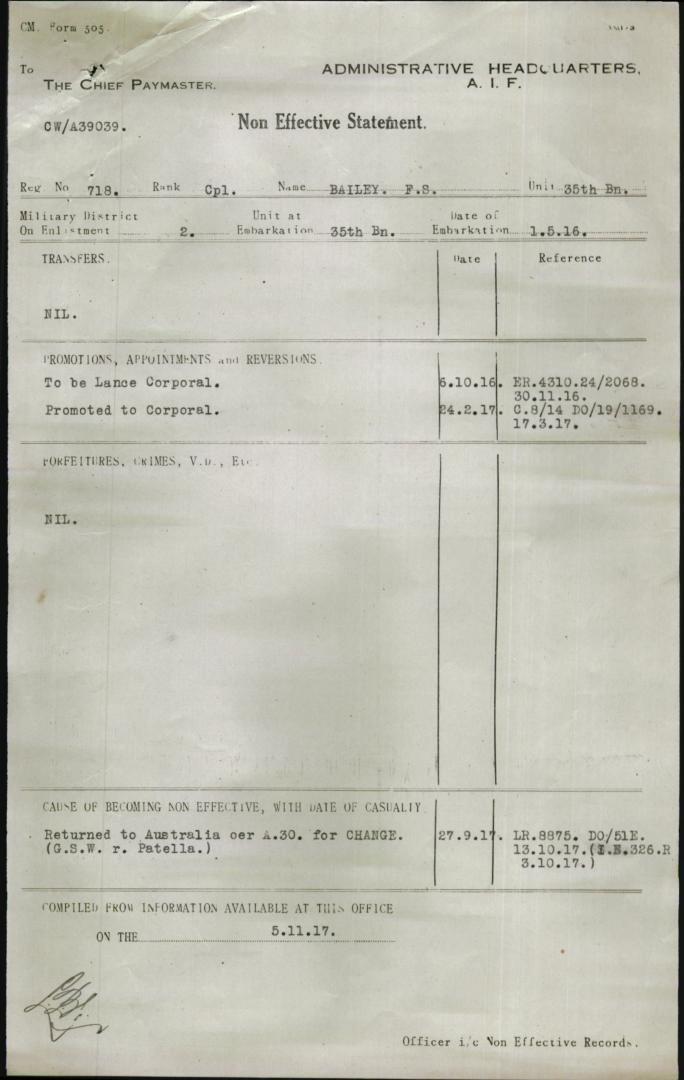 CM. Form 505.
To
THE CHIEF PAYMASTER.
ADMINISTRATIVE HEADQUARTERS,
A. I. F.
CW/A39039.
Non Effective Statement.
Reg No 718. Rank Cpl. Name BAILEY. F.S. Unit 35th Bn.
Military District On Enlistment 2. Unit at Embarkation 35th Bn. Date of Embarkation 1.5.16.
TRANSFERS. Date Reference
NIL.
PROMOTIONS, APPOINTMENTS and REVERSIONS.
To be Lance Corporal. 6.10.16. ER.4310.24/2068.
30.11.16.
Promoted to Corporal. 24.2.17. C.8/14 DO/19/1169.
17.3.17.
FORFEITURES, CRIMES, V.D., Etc.
NIL.
CAUSE OF BECOMING NON EFFECTIVE, WITH DATE OF CASUALTY
Returned to Australia oer A.30. for CHANGE. 27.9.17. LR.8875. DO/51E.
(G.S.W. r. Patella.) 13.10.17.(I.N.326.R
3.10.17.)
COMPILED FROM INFORMATION AVAILABLE AT THIS OFFICE
ON THE 5.11.17.
Officer i/c Non Effective Records.